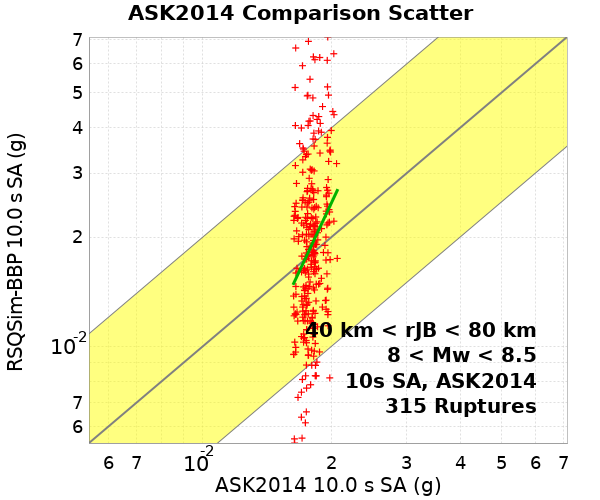 ASK2014 Comparison Scatter
RSQSim-BBP 10.0 s SA (g)
7
6
5
4
3
2
10-2
7
6
40 km < rJB < 80 km
8 < Mw < 8.5
10s SA, ASK2014
315 Ruptures
6 7 10-2 2 3 4 5 6 7
ASK2014 10.0 s SA (g)